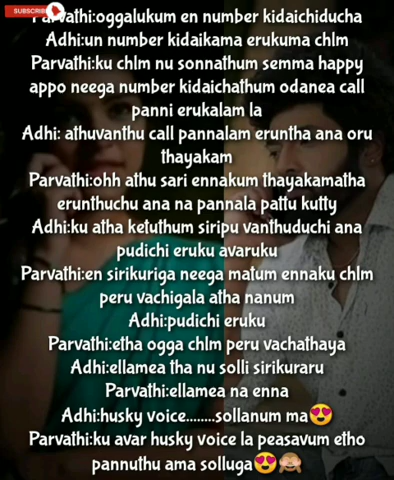 SUBSCRIBE
Parvathi:oggalukum en number kidaichiducha
Adhi:un number kidaikama erukuma chlm
Parvathi:ku chlm nu sonnathum semma happy
appo neega number kidaichathum odanea call
panni erukalam la
Adhi: athuvanthu call pannalam eruntha ana oru
thayakam
Parvathi:ohh athu sari ennakum thayakamatha
erunthuchu ana na pannala pattu kutty
Adhi:ku atha ketuthum siripu vanthuduchi ana
pudichi eruku avaruku
Parvathi:en sirikuriga neega matum ennaku chlm
peru vachigala atha nanum
Adhi:pudichi eruku
Parvathi:etha ogga chlm peru vachathaya
Adhi:ellamea tha nu solli sirikuraru
Parvathi:ellamea na enna
Adhi:husky voice........sollanum ma😍
Parvathi:ku avar husky voice la peasavum etho
pannuthu ama solluga😍🙈